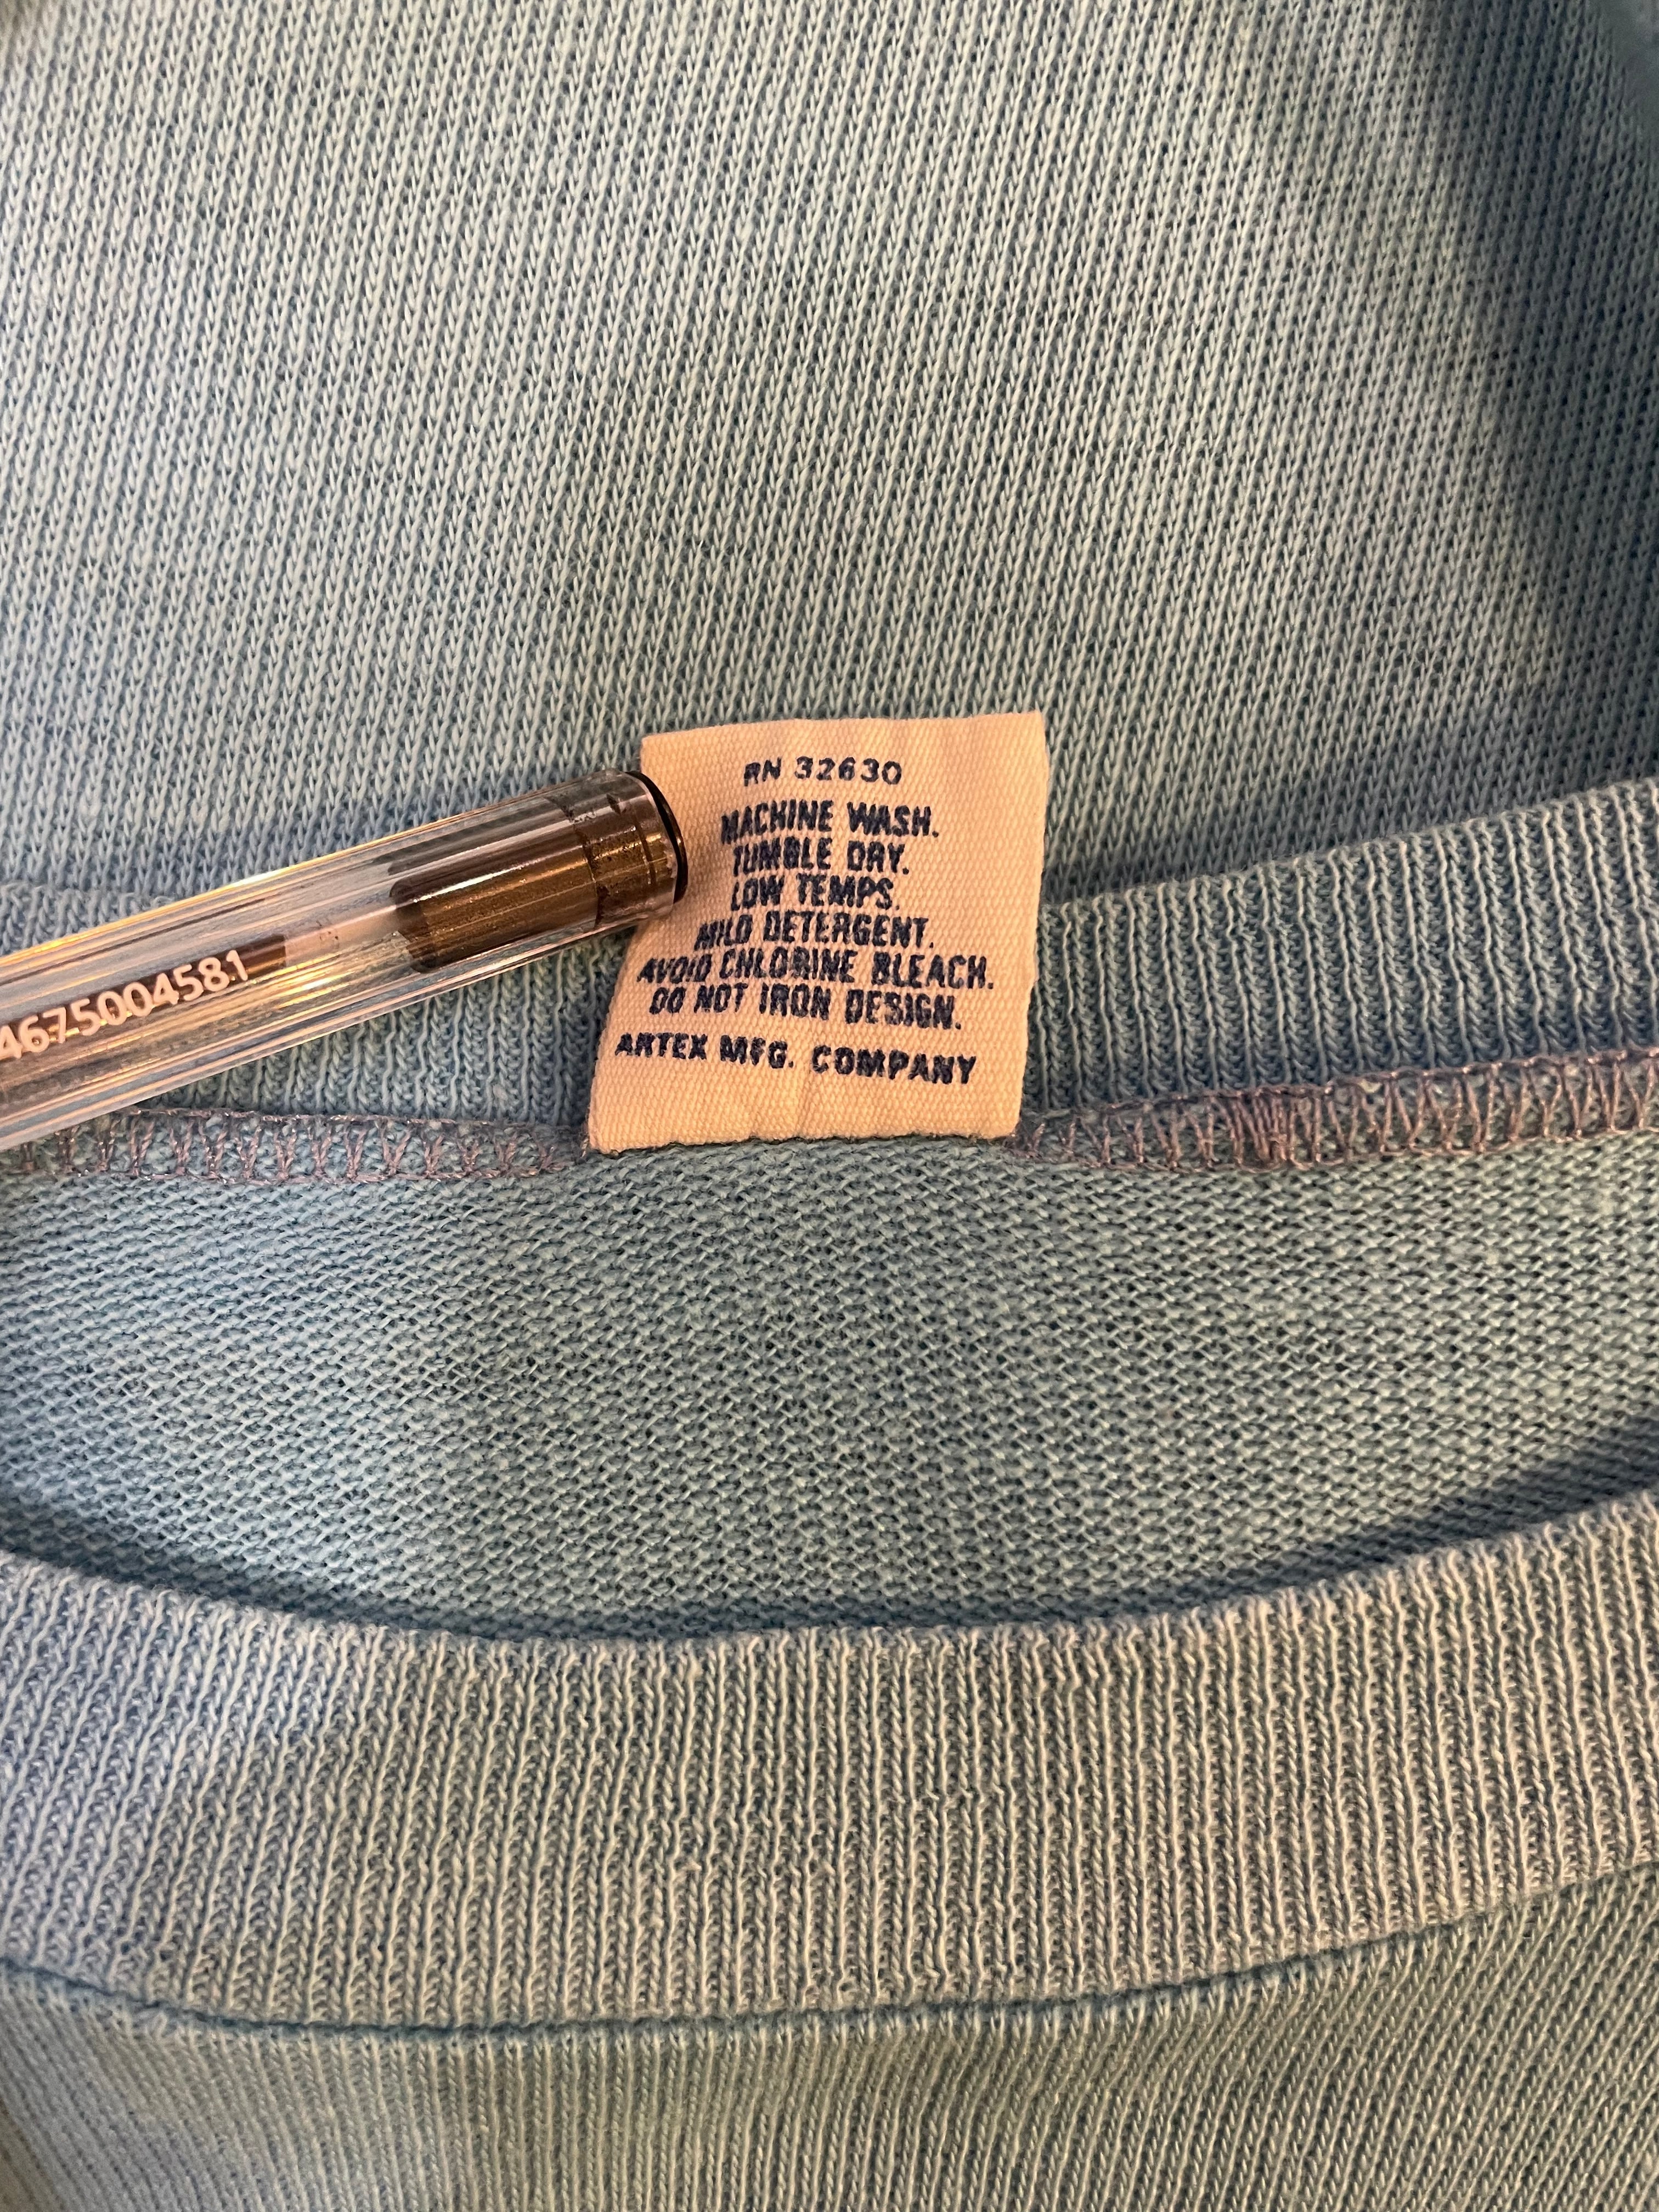 RN 32630
MACHINE WASH.
TUMBLE DRY.
LOW TEMPS.
MILD DETERGENT.
AVOID CHLORINE BLEACH.
DO NOT IRON DESIGN.
ARTEX MFG. COMPANY
4675004581